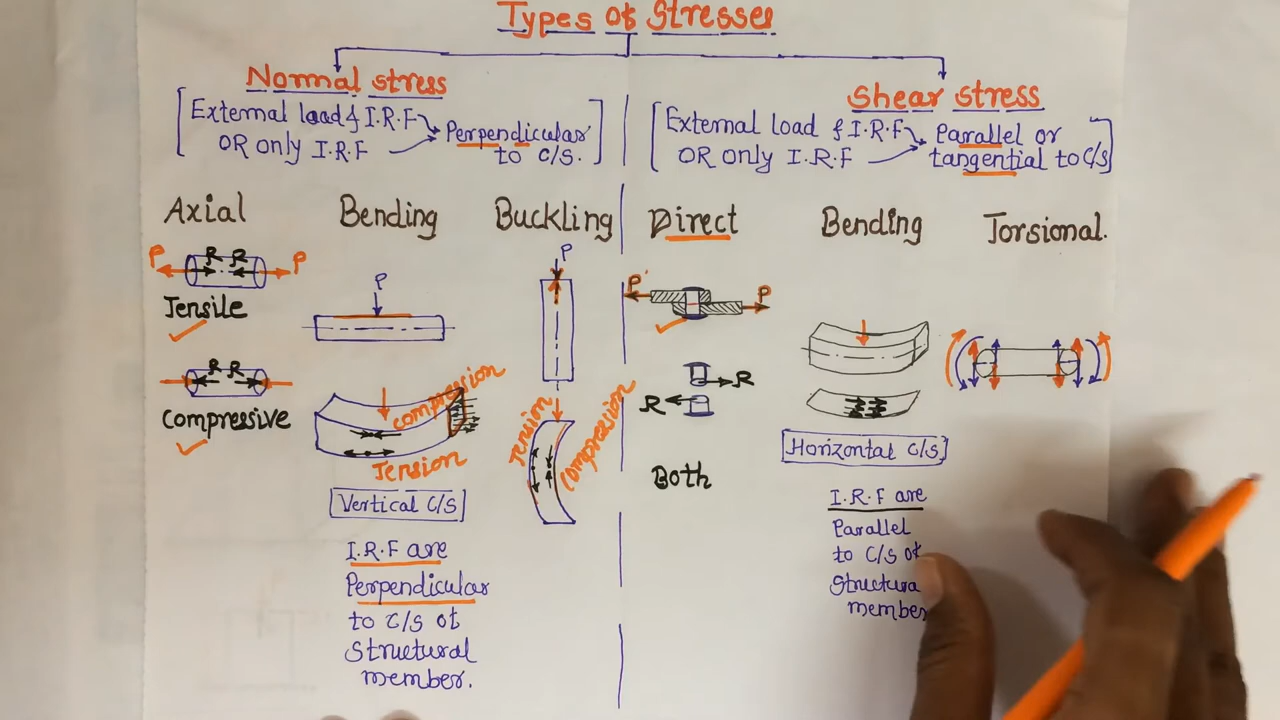 Types of Stresses
Normal stress
[External load & I.R.F
OR only I.R.F
Perpendicular
to C/S.]
Shear stress
[External load & I.R.F
OR only I.R.F
Parallel or
tangential to C/S]
Axial
Bending
Buckling
Direct
Bending
Torsional.
P R R P
Tensile
R R
Compressive
P
compression
Tension
Vertical C/S
I.R.F are
Perpendicular
to C/S of
Structural
member.
P
Tension
compression
P
P
R
R
Both
Horizontal C/S
I.R.F are
Parallel
to C/S of
member